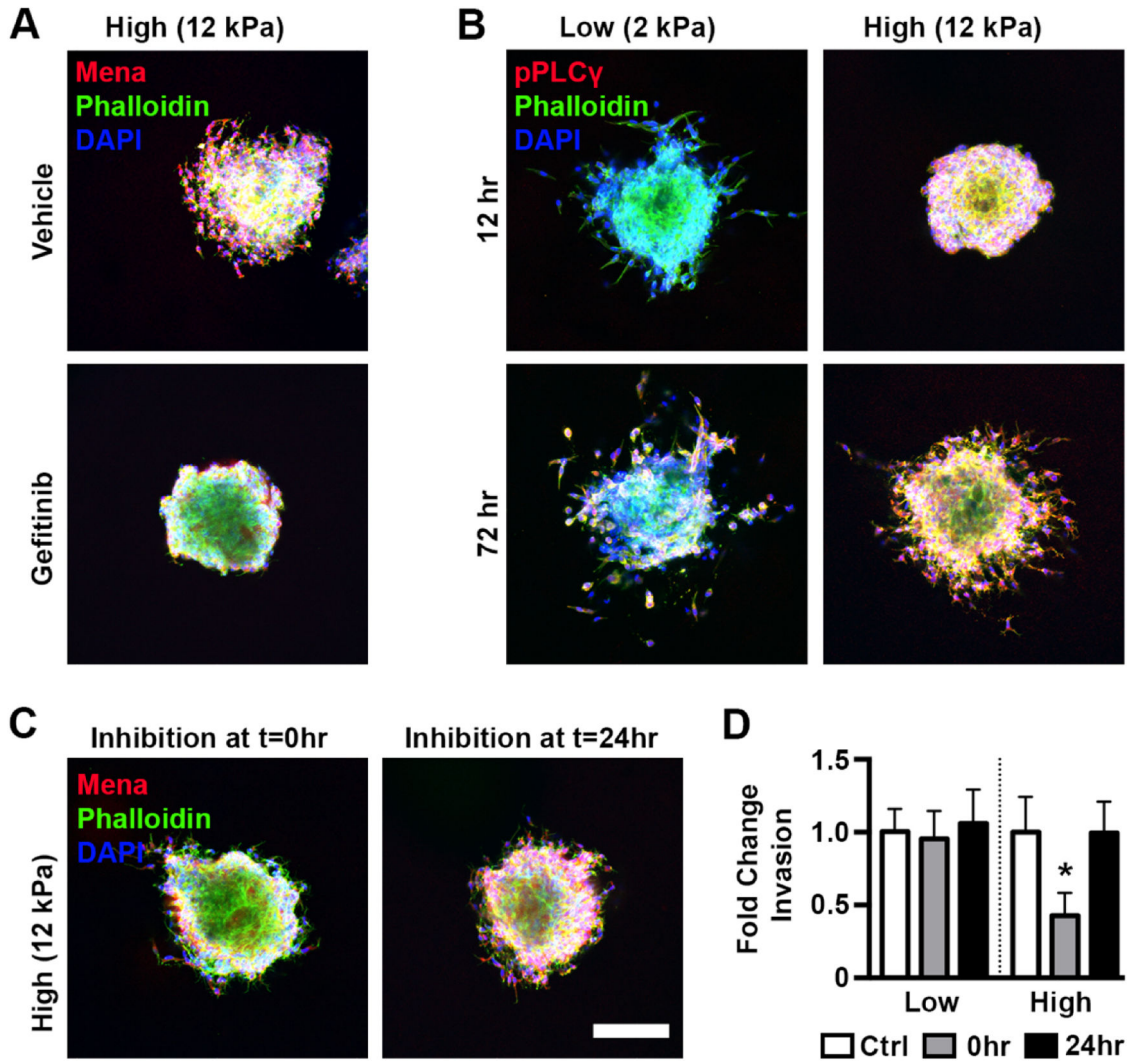 A
High (12 kPa)
Vehicle
Mena
Phalloidin
DAPI
Gefitinib
B
Low (2 kPa)
High (12 kPa)
12 hr
pPLCγ
Phalloidin
DAPI
72 hr
C
Inhibition at t=0hr
Inhibition at t=24hr
High (12 kPa)
Mena
Phalloidin
DAPI
D
Fold Change
Invasion
1.5
1.0
0.5
0
*
Low
High
Ctrl
0hr
24hr